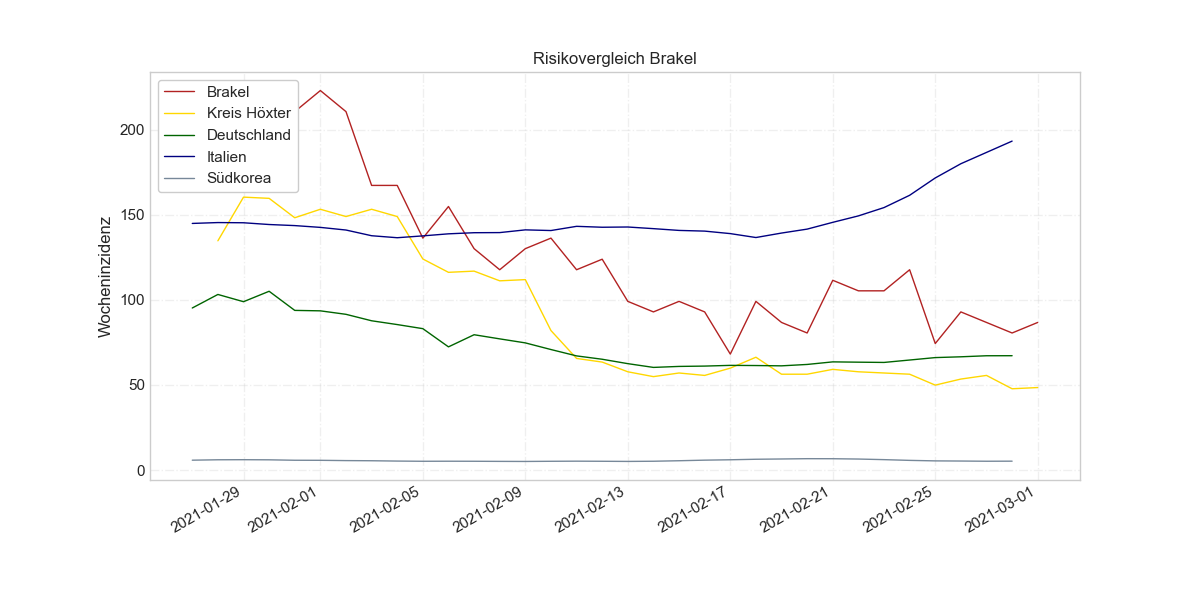 Risikovergleich Brakel
Brakel
Kreis Höxter
Deutschland
Italien
Südkorea
Wocheninzidenz
200
150
100
50
0
2021-01-29
2021-02-01
2021-02-05
2021-02-09
2021-02-13
2021-02-17
2021-02-21
2021-02-25
2021-03-01